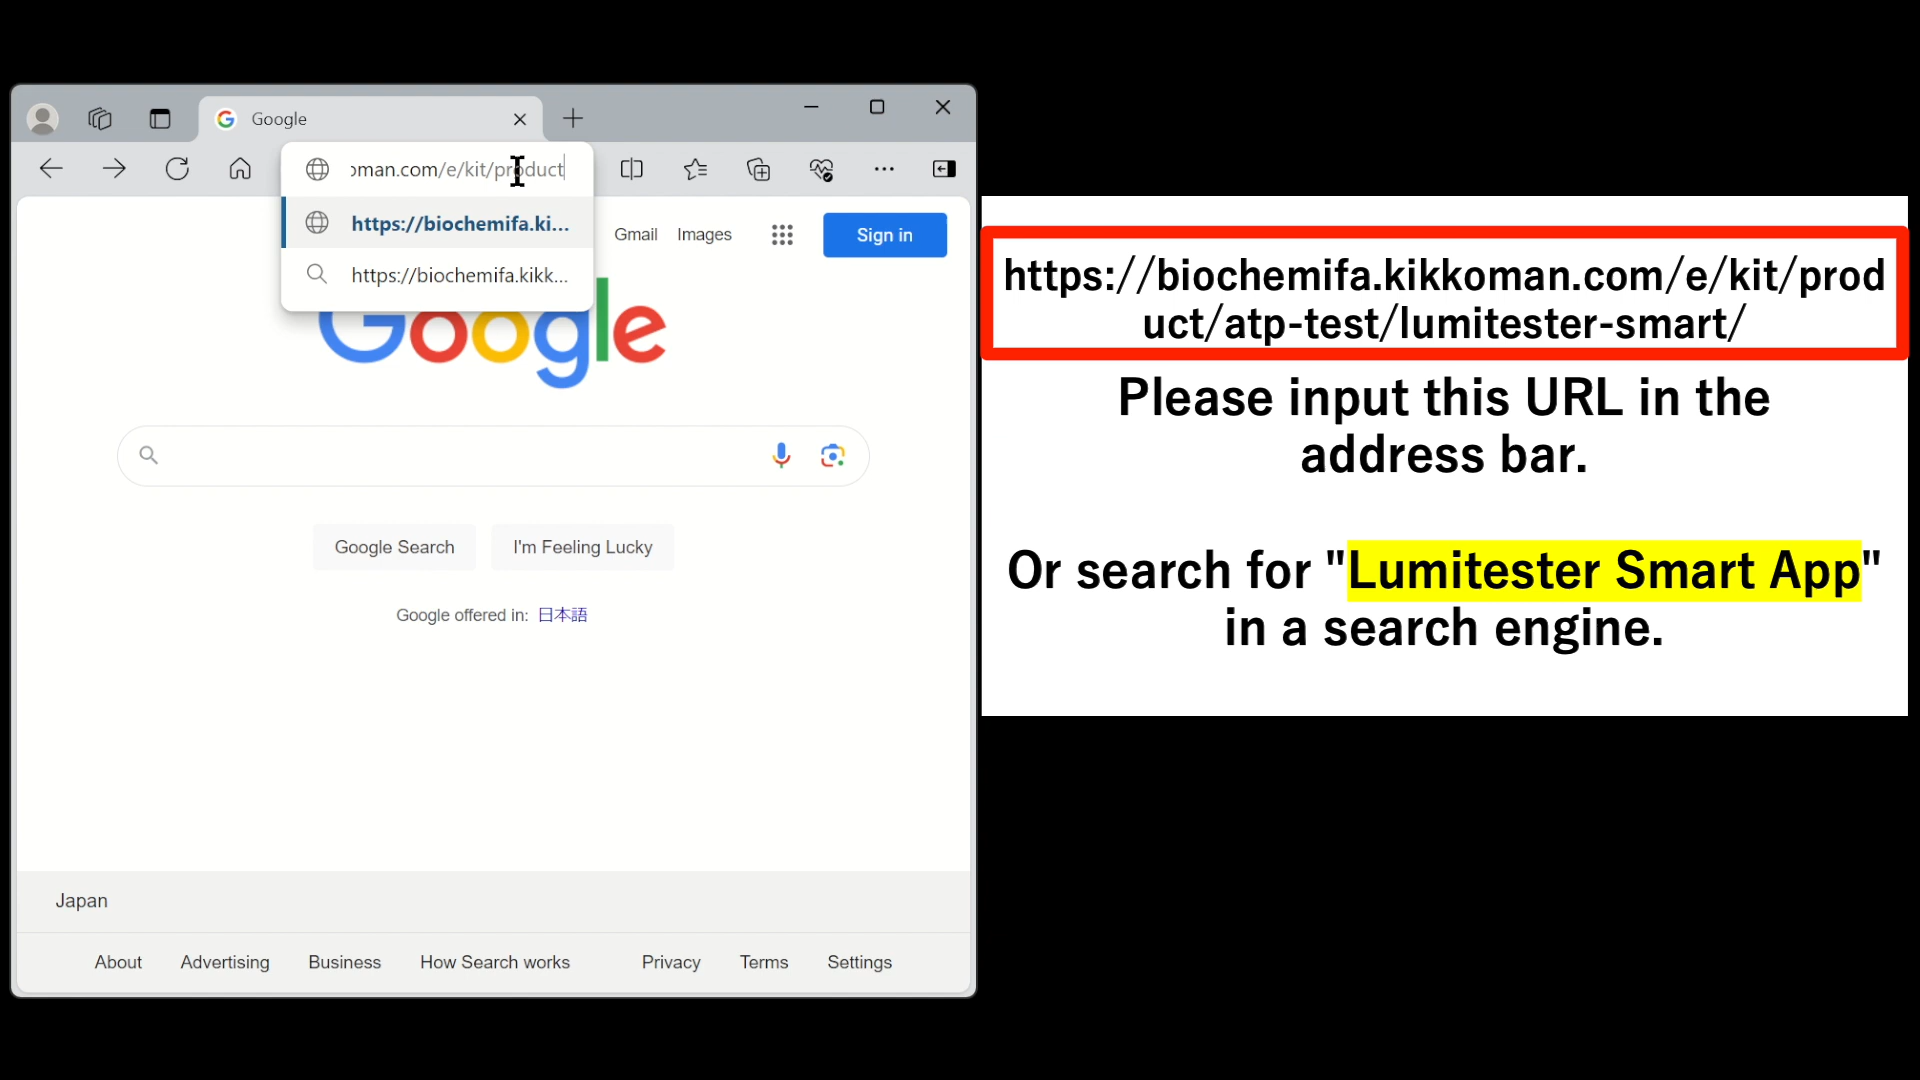 Google
oman.com/e/kit/product
https://biochemifa.ki...
https://biochemifa.kikk...
Gmail Images
Sign in
Google
Google Search
I'm Feeling Lucky
Google offered in: 日本語
Japan
About Advertising Business How Search works Privacy Terms Settings
https://biochemifa.kikkoman.com/e/kit/prod
uct/atp-test/lumitester-smart/
Please input this URL in the
address bar.
Or search for "Lumitester Smart App"
in a search engine.